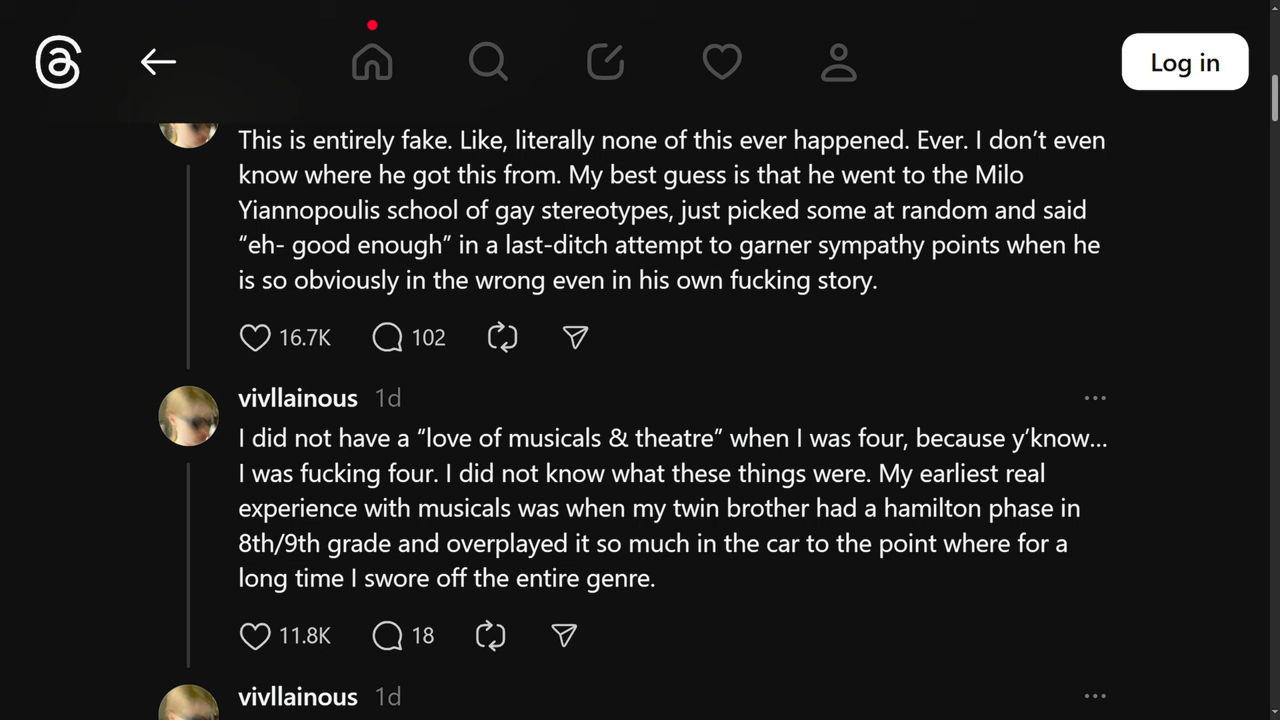 Log in
This is entirely fake. Like, literally none of this ever happened. Ever. I don’t even
know where he got this from. My best guess is that he went to the Milo
Yiannopoulis school of gay stereotypes, just picked some at random and said
“eh- good enough” in a last-ditch attempt to garner sympathy points when he
is so obviously in the wrong even in his own fucking story.
16.7K 102
vivllainous 1d
I did not have a “love of musicals & theatre” when I was four, because y’know...
I was fucking four. I did not know what these things were. My earliest real
experience with musicals was when my twin brother had a hamilton phase in
8th/9th grade and overplayed it so much in the car to the point where for a
long time I swore off the entire genre.
11.8K 18
vivllainous 1d